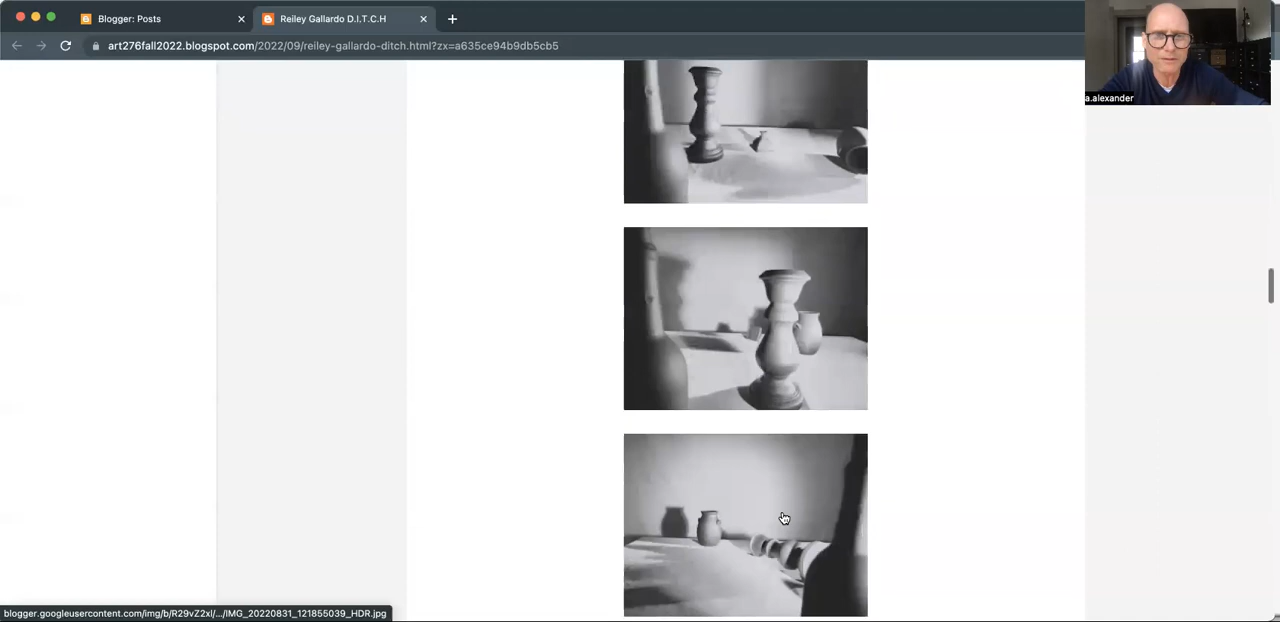 Blogger: Posts
Reiley Gallardo D.I.T.C.H
art276fall2022.blogspot.com/2022/09/reiley-gallardo-ditch.html?zx=a635ce94b9db5cb5
a.alexander
blogger.googleusercontent.com/img/b/R29vZ2xl/.../IMG_20220831_121855039_HDR.jpg